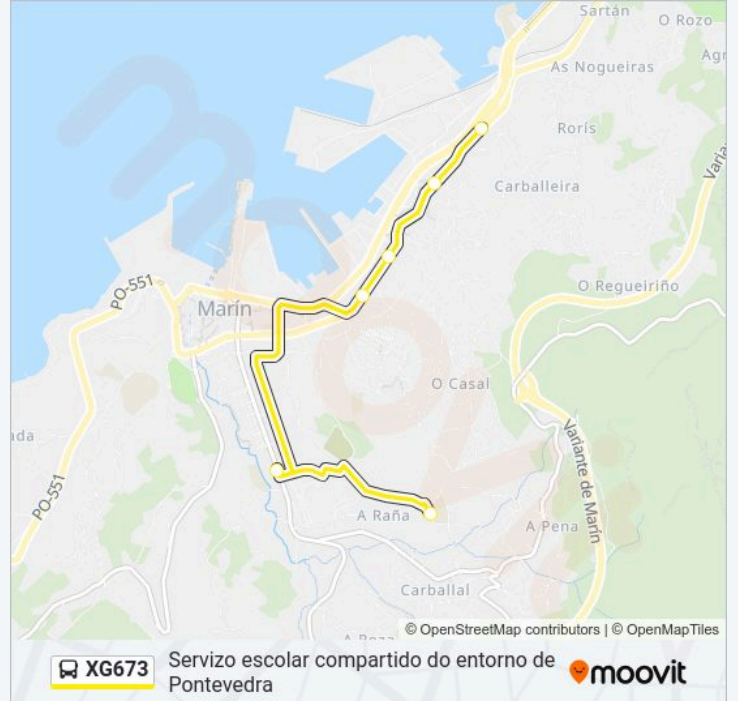 Sartán
O Rozo
As Nogueiras
Agr
Rorís
Varia
Carballeira
O Regueiriño
PO-551
Marín
O Casal
ada
Variante de Marín
PO-551
A Raña
A Pena
Carballal
© OpenStreetMap contributors | © OpenMapTiles
XG673
Servizo escolar compartido do entorno de
Pontevedra
moovit